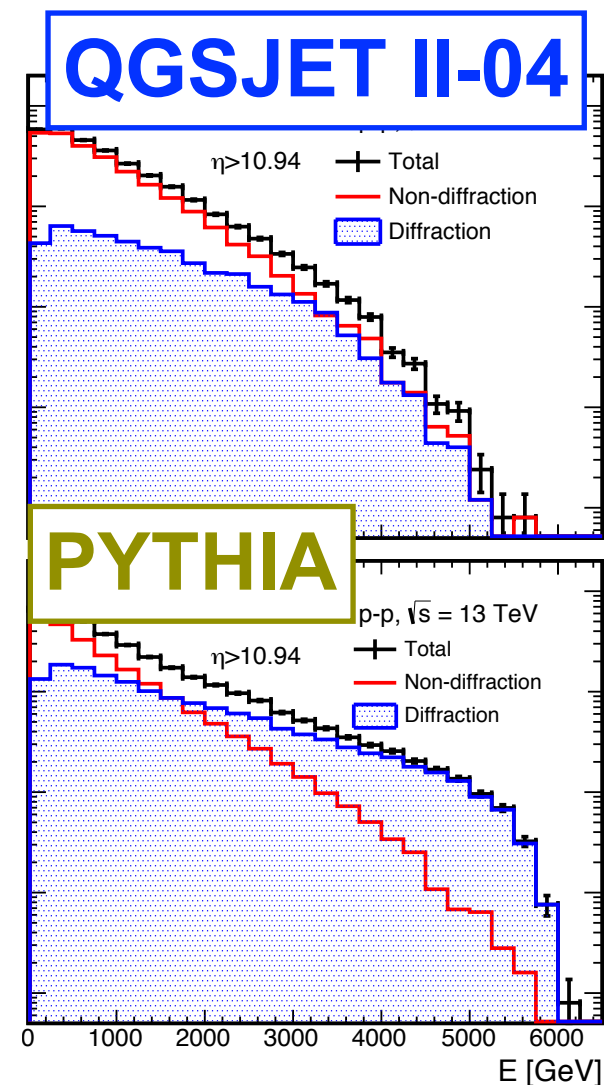 QGSJET II-04
η>10.94
Total
Non-diffraction
Diffraction
PYTHIA
p-p, √s = 13 TeV
η>10.94
Total
Non-diffraction
Diffraction
0 1000 2000 3000 4000 5000 6000
E [GeV]